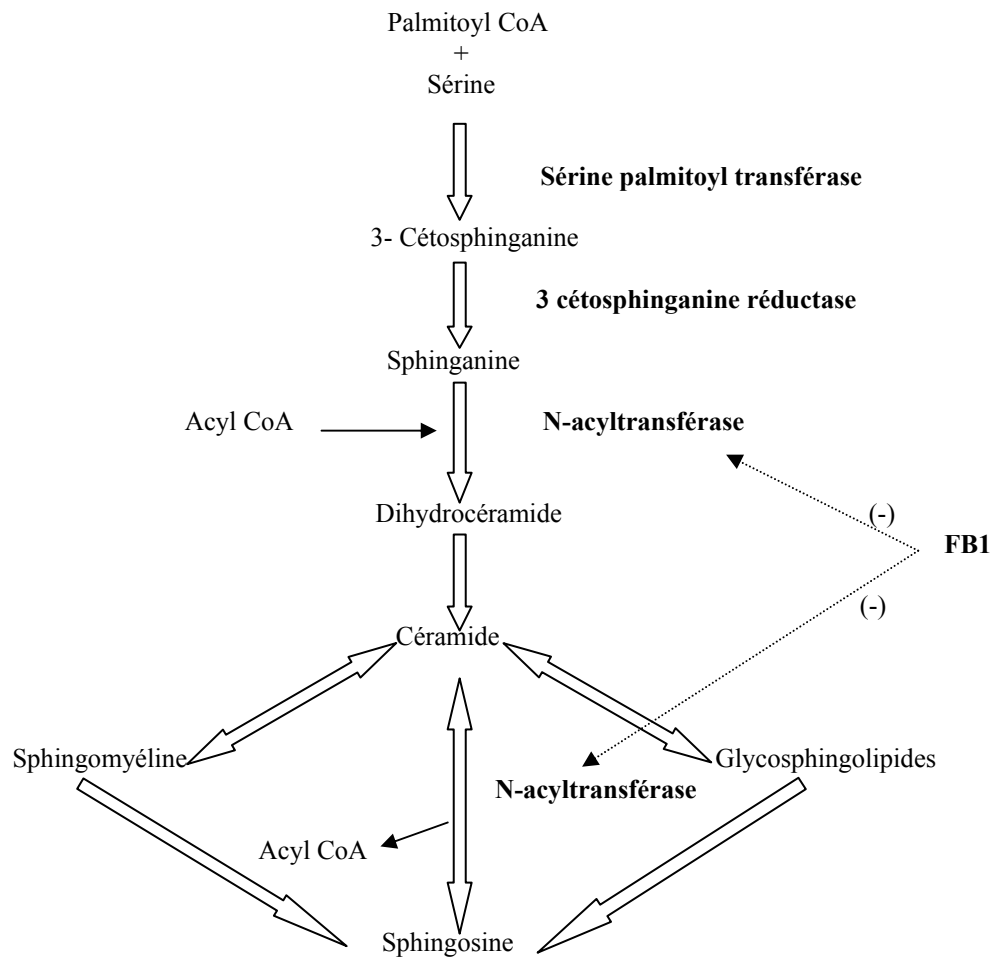 Palmitoyl CoA
+
Sérine
Sérine palmitoyl transférase
3- Cétosphinganine
3 cétosphinganine réductase
Sphinganine
Acyl CoA
N-acyltransférase
Dihydrocéramide
(-)
FB1
(-)
Céramide
Sphingomyéline
Glycosphingolipides
N-acyltransférase
Acyl CoA
Sphingosine